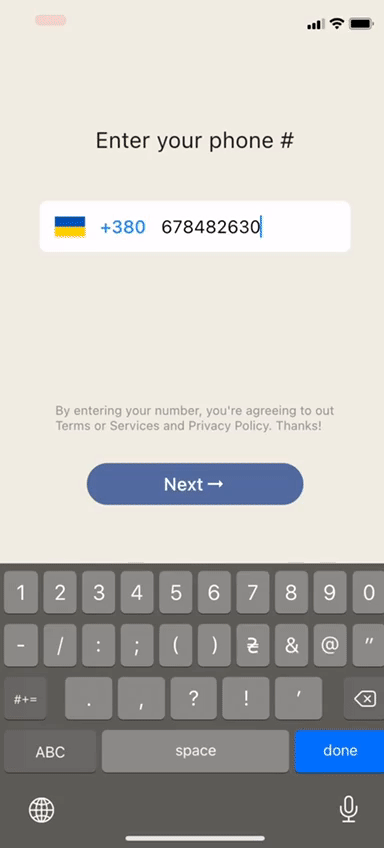 Enter your phone #
+380 678482630
By entering your number, you're agreeing to out
Terms or Services and Privacy Policy. Thanks!
Next →
1 2 3 4 5 6 7 8 9 0
- / : ; ( ) ₴ & @ "
#+= . , ? ! '
ABC space done